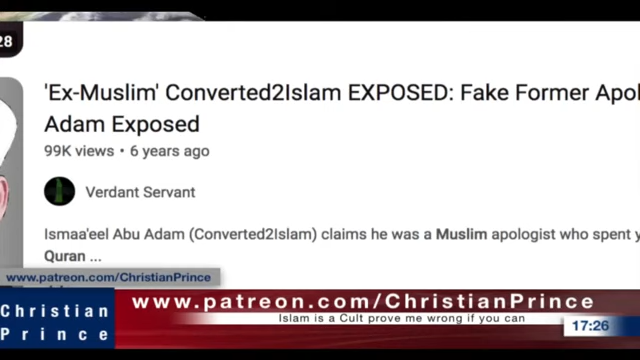 28
'Ex-Muslim' Converted2Islam EXPOSED: Fake Former
Adam Exposed
99K views • 6 years ago
Verdant Servant
Ismaa'eel Abu Adam (Converted2Islam) claims he was a Muslim apologist who spent
Quran ...
www.patreon.com/ChristianPrince
www.patreon.com/ChristianPrince
Christian
Prince
Islam is a Cult prove me wrong if you can
17:26